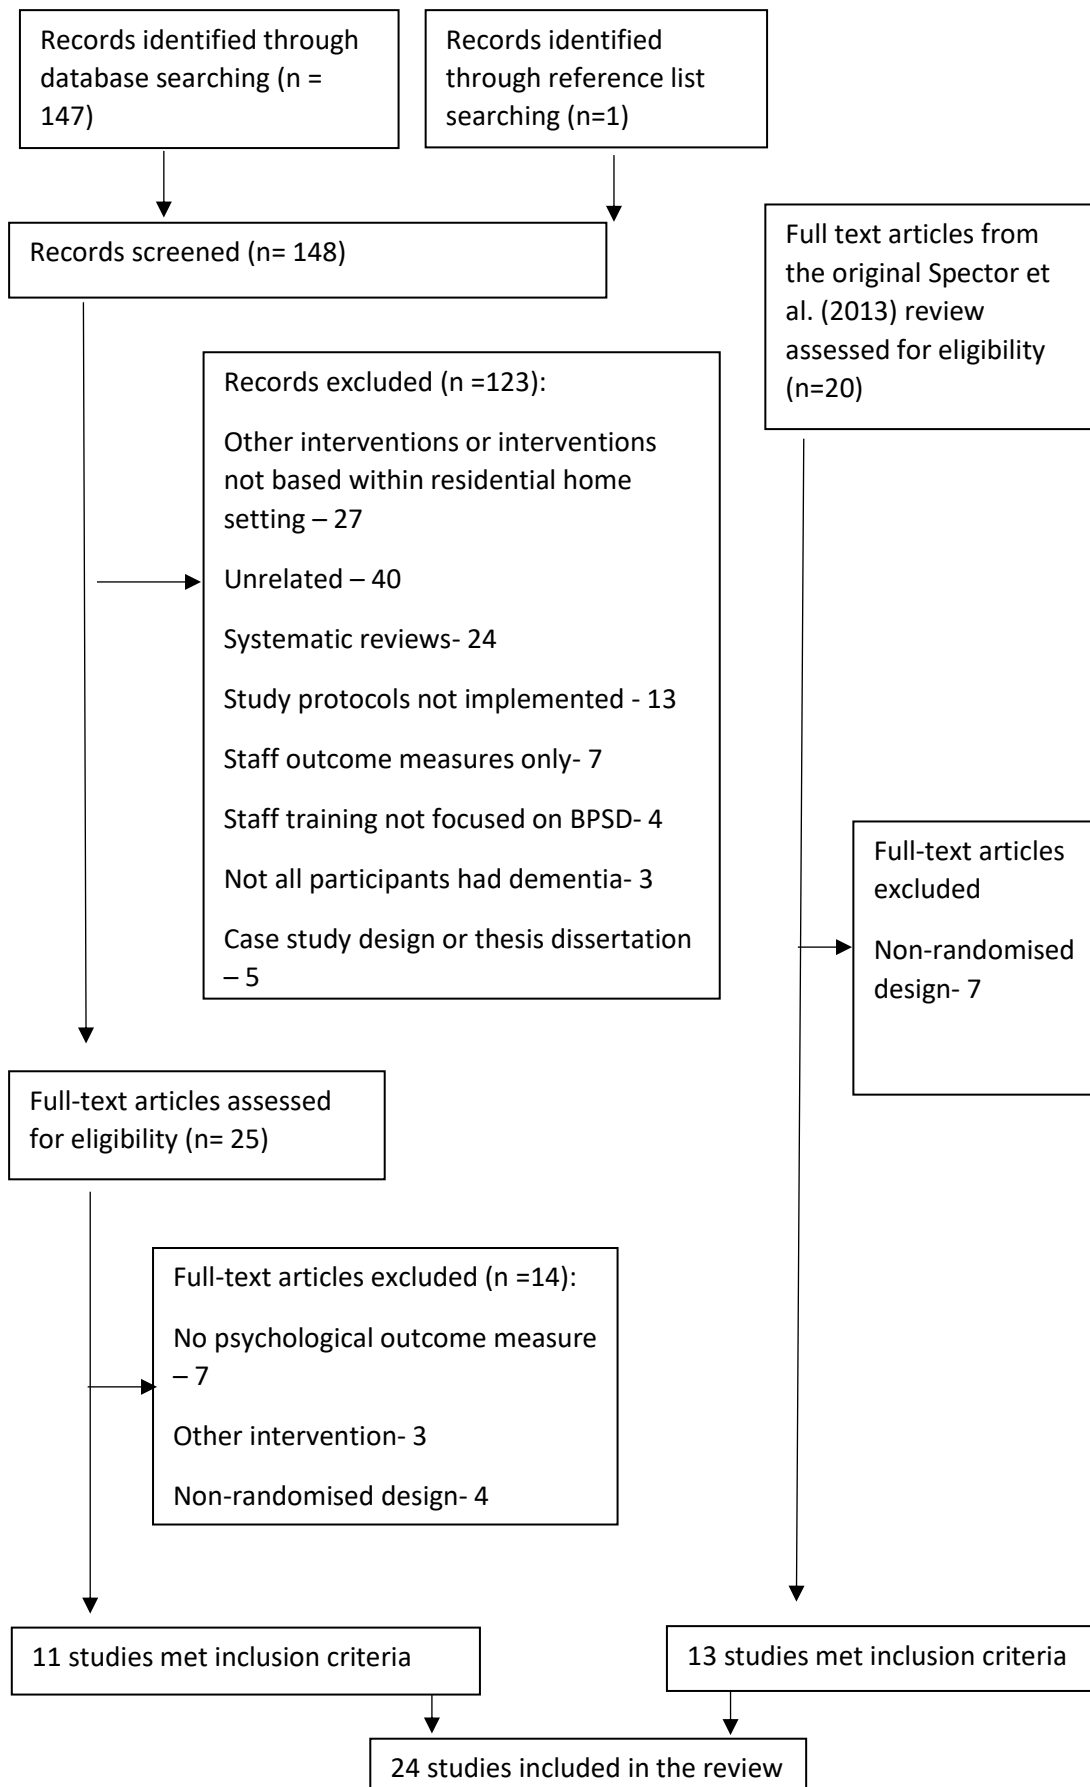 Records identified through
database searching (n =
147)
Records identified
through reference list
searching (n=1)
Records screened (n= 148)
Full text articles from
the original Spector et
al. (2013) review
assessed for eligibility
(n=20)
Records excluded (n =123):
Other interventions or interventions
not based within residential home
setting – 27
Unrelated – 40
Systematic reviews- 24
Study protocols not implemented - 13
Staff outcome measures only- 7
Staff training not focused on BPSD- 4
Not all participants had dementia- 3
Case study design or thesis dissertation
– 5
Full-text articles
excluded
Non-randomised
design- 7
Full-text articles assessed
for eligibility (n= 25)
Full-text articles excluded (n =14):
No psychological outcome measure
– 7
Other intervention- 3
Non-randomised design- 4
11 studies met inclusion criteria
13 studies met inclusion criteria
24 studies included in the review